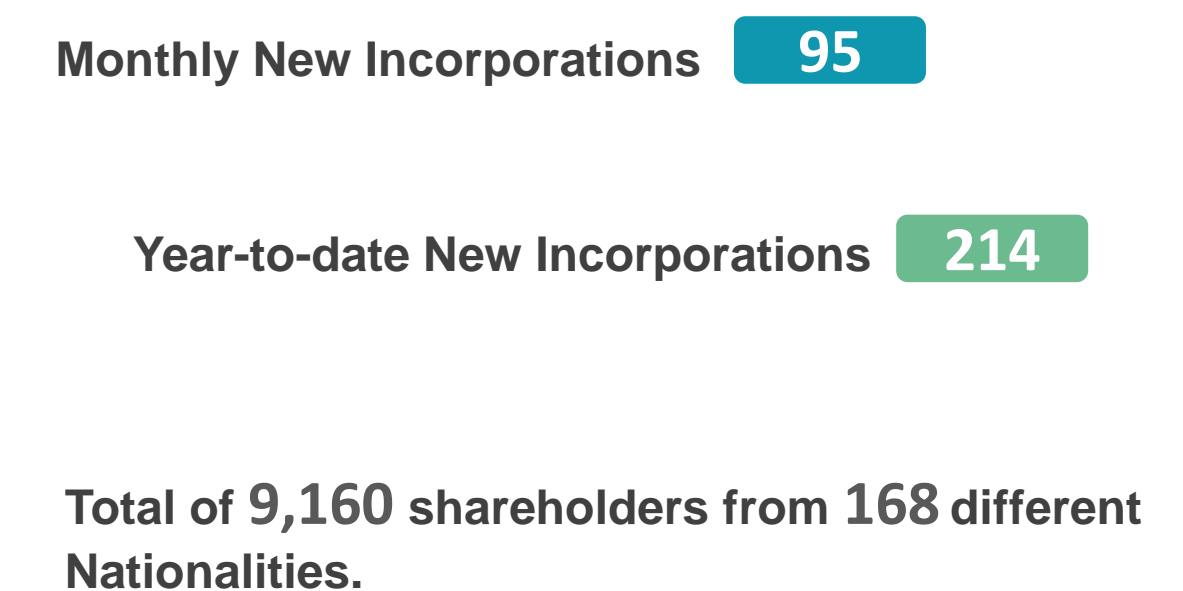 Monthly New Incorporations 95
Year-to-date New Incorporations 214
Total of 9,160 shareholders from 168 different
Nationalities.